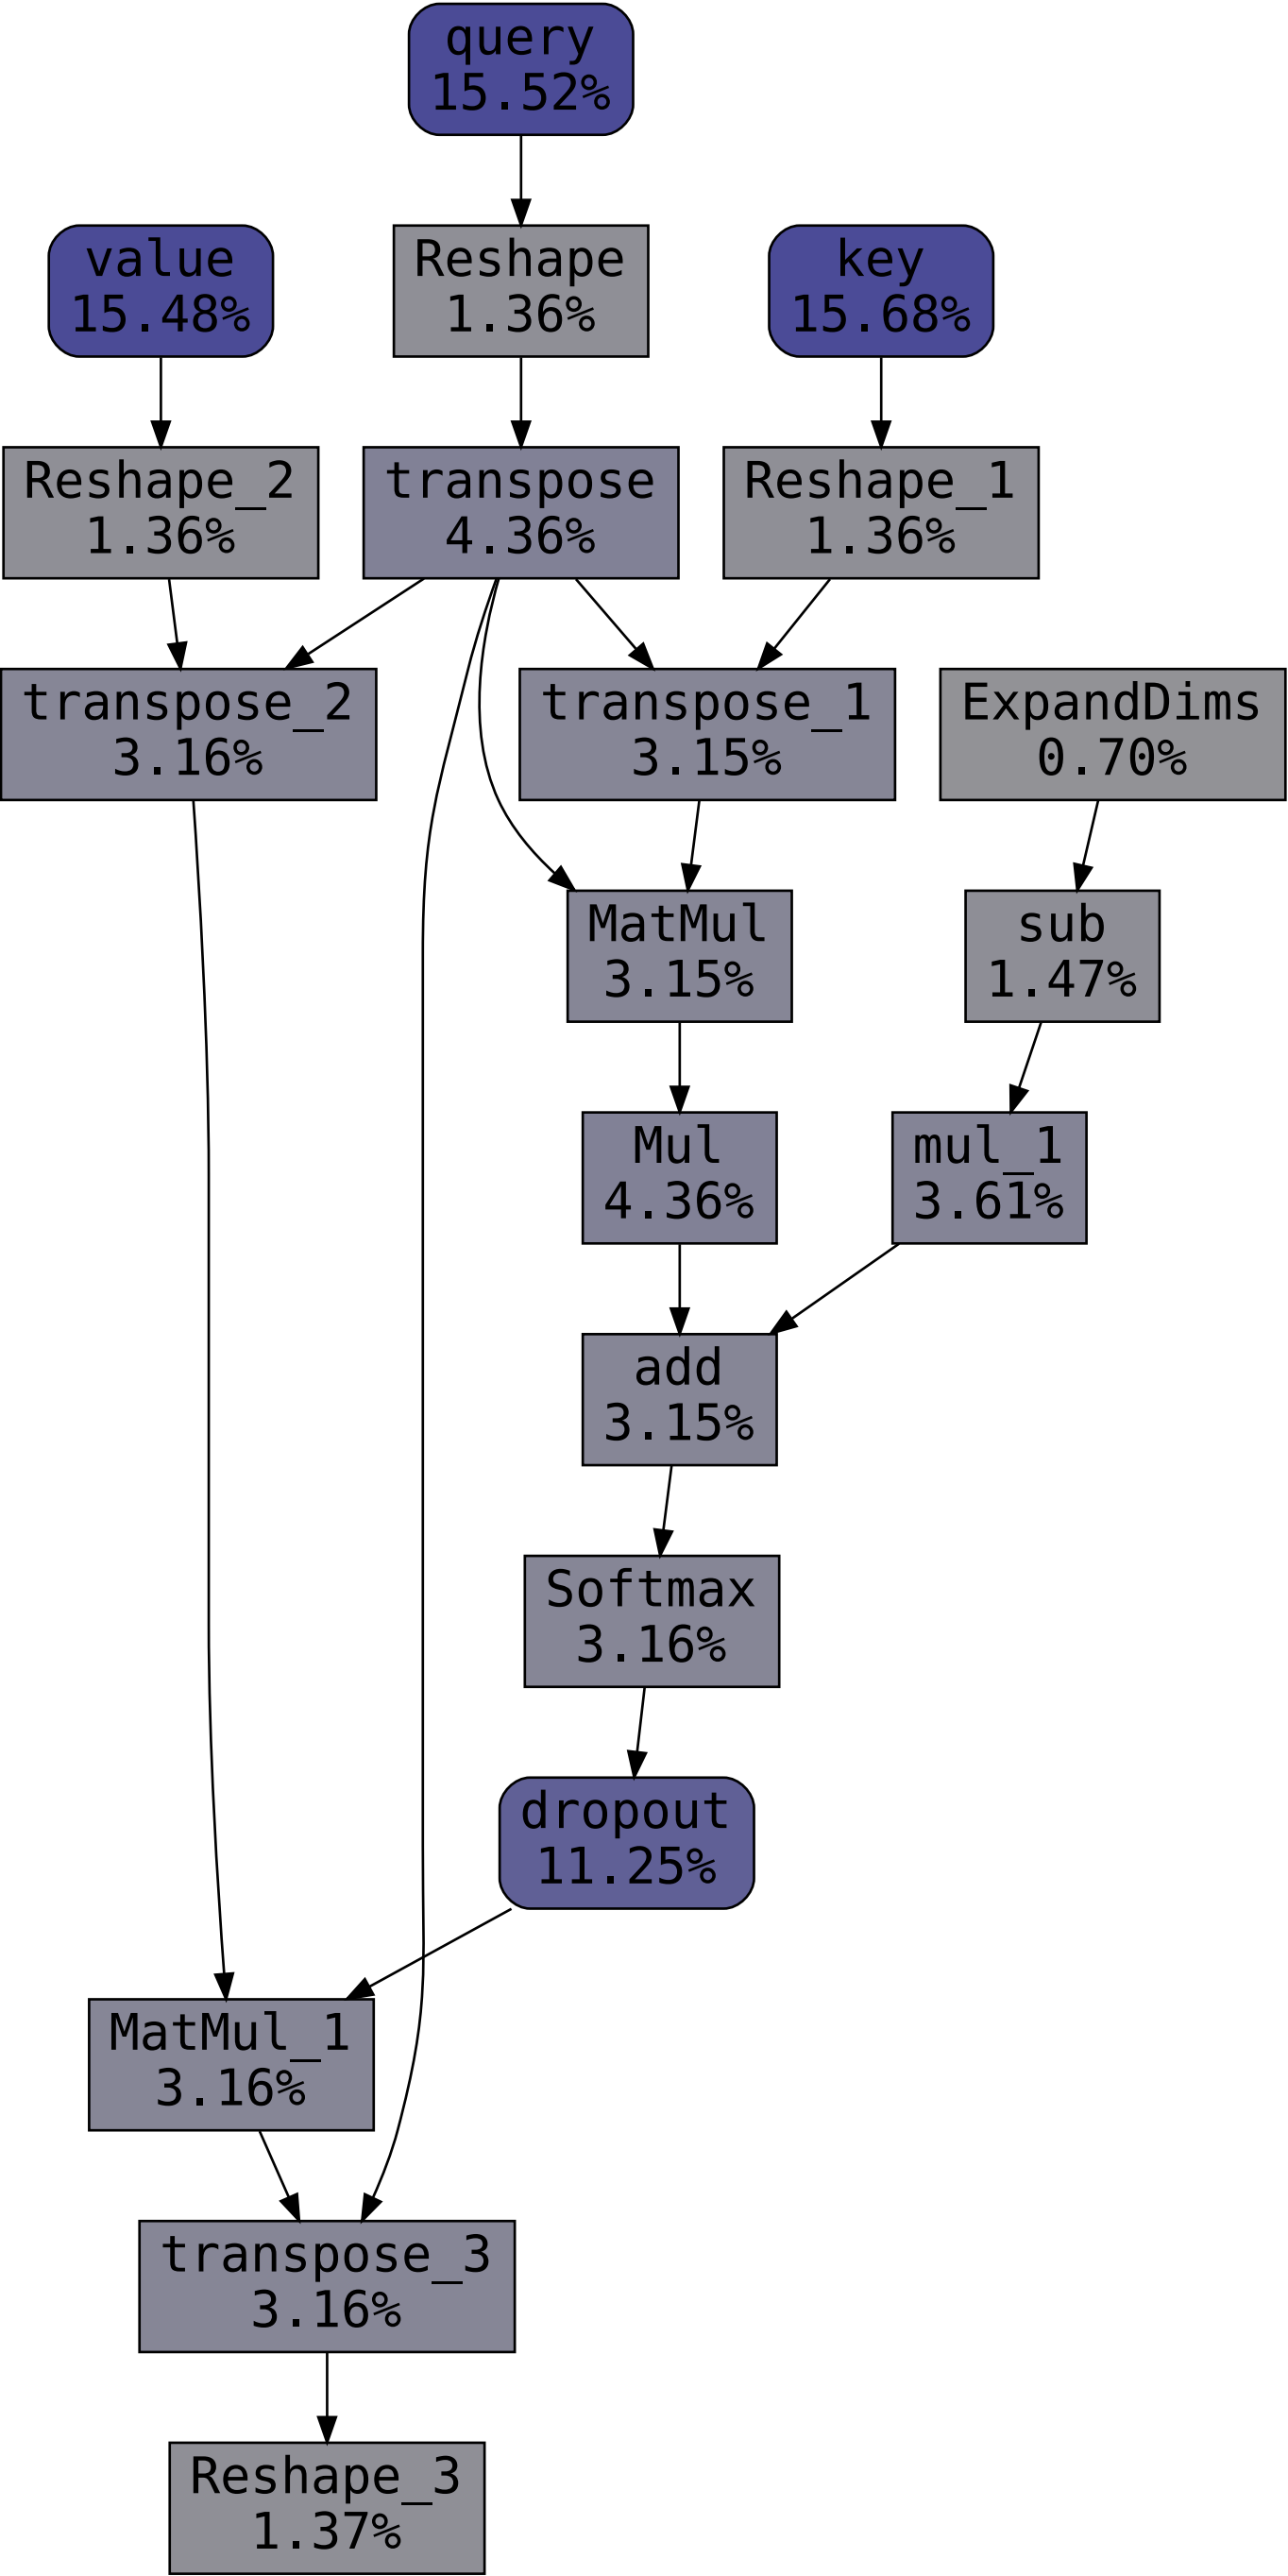 query
15.52%
value
15.48%
Reshape
1.36%
key
15.68%
Reshape_2
1.36%
transpose
4.36%
Reshape_1
1.36%
transpose_2
3.16%
transpose_1
3.15%
ExpandDims
0.70%
MatMul
3.15%
sub
1.47%
Mul
4.36%
mul_1
3.61%
add
3.15%
Softmax
3.16%
dropout
11.25%
MatMul_1
3.16%
transpose_3
3.16%
Reshape_3
1.37%